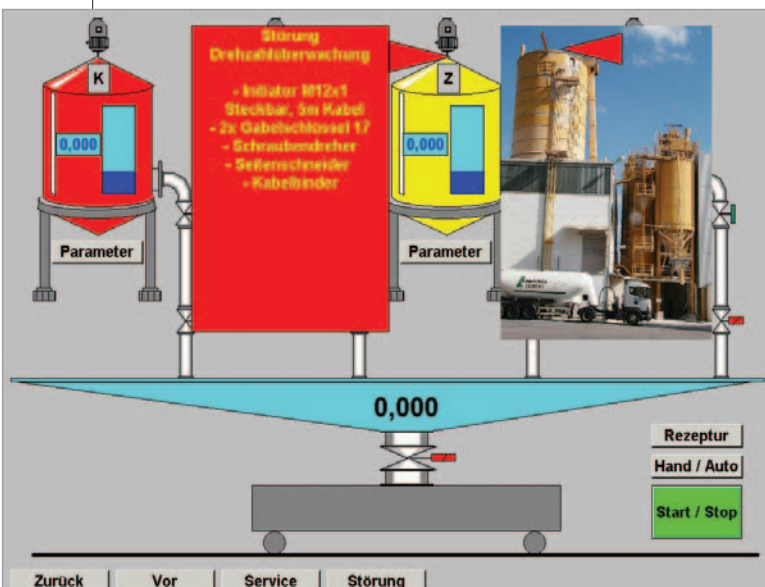 K
Störung
Drehzahlüberwachung
- Initiator M12x1
Steckbar, 5m Kabel
- 2x Gabelschlüssel 17
- Schraubendreher
- Seitenschneider
- Kabelbinder
Z
0,000
0,000
Parameter
Parameter
0,000
Rezeptur
Hand / Auto
Start / Stop
Zurück
Vor
Service
Störung